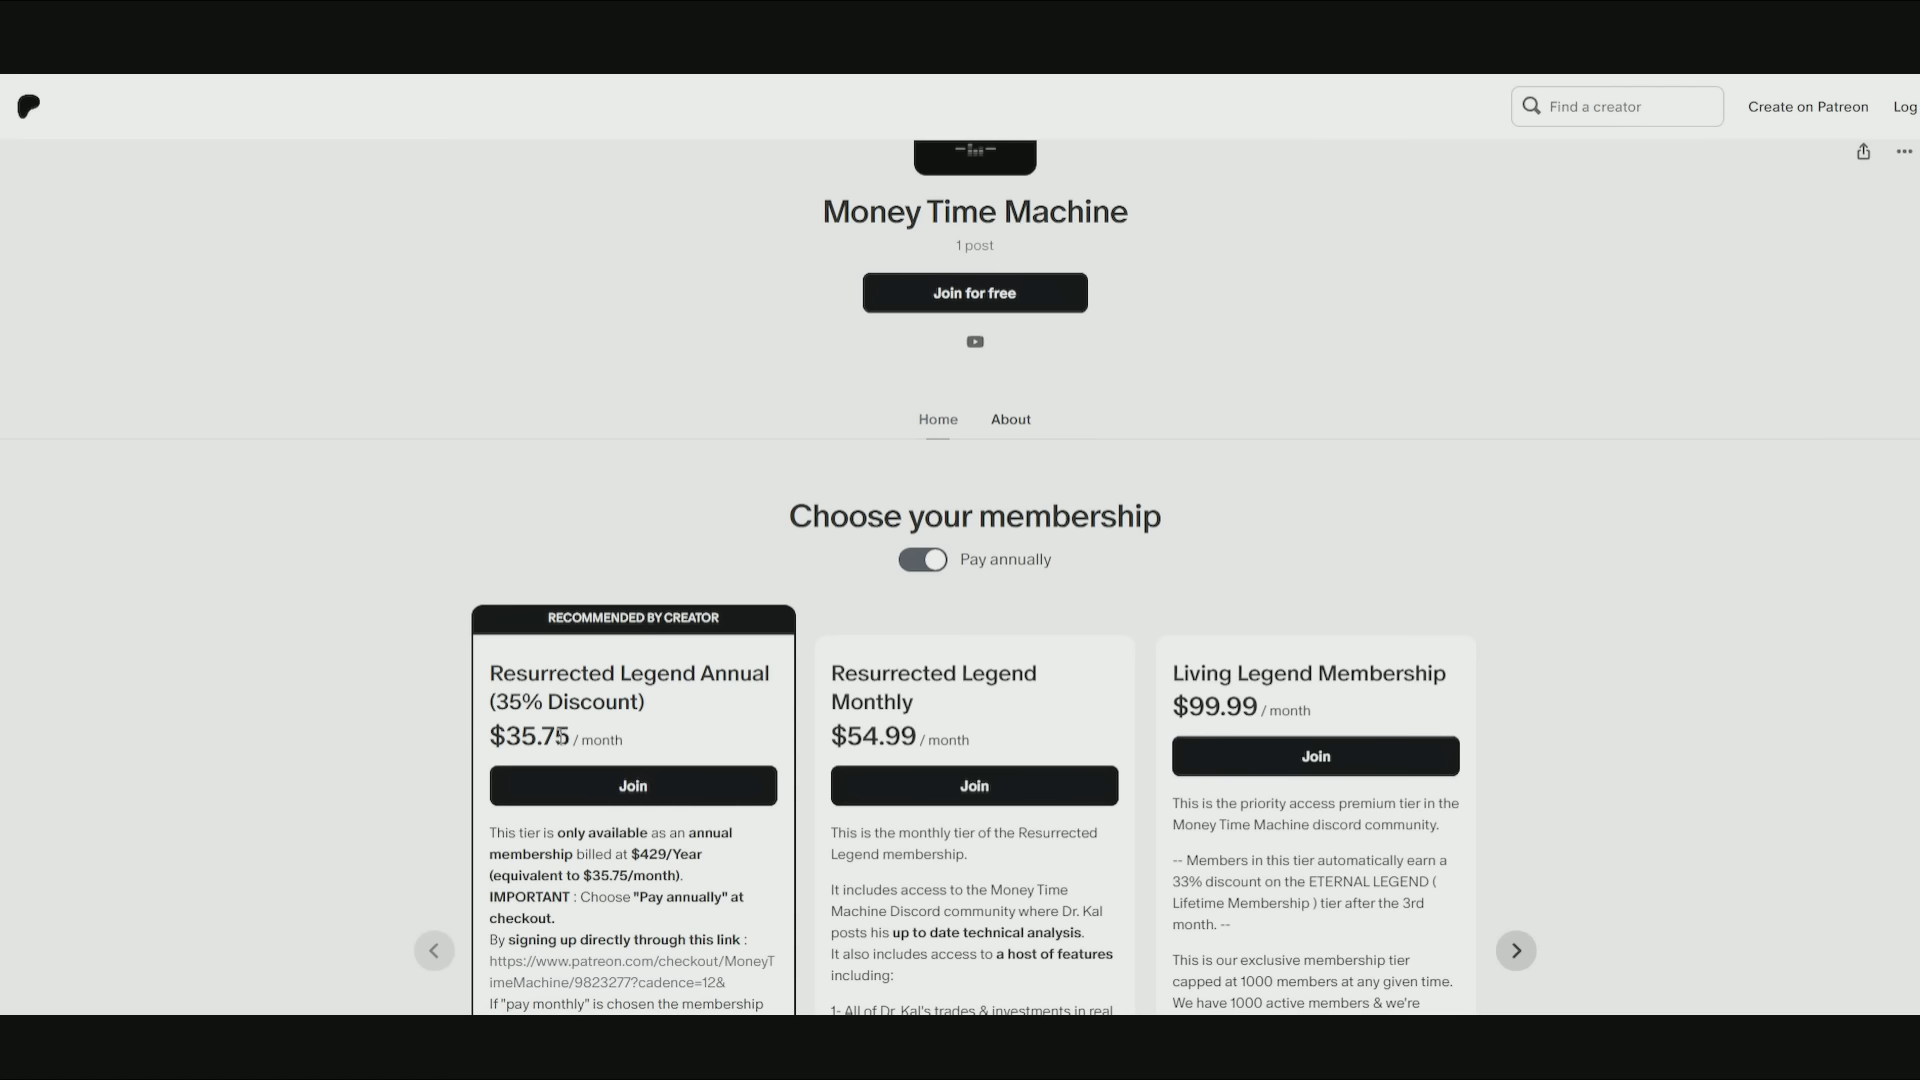 Find a creator
Create on Patreon
Log
Money Time Machine
1 post
Join for free
Home
About
Choose your membership
Pay annually
RECOMMENDED BY CREATOR
Resurrected Legend Annual
(35% Discount)
$35.75 / month
Join
This tier is only available as an annual
membership billed at $429/Year
(equivalent to $35.75/month).
IMPORTANT : Choose "Pay annually" at
checkout.
By signing up directly through this link :
https://www.patreon.com/checkout/MoneyT
imeMachine/9823277?cadence=12&
If "pay monthly" is chosen the membership
Resurrected Legend
Monthly
$54.99 / month
Join
This is the monthly tier of the Resurrected
Legend membership.
It includes access to the Money Time
Machine Discord community where Dr. Kal
posts his up to date technical analysis.
It also includes access to a host of features
including:
1- All of Dr. Kal's trades & investments in real
Living Legend Membership
$99.99 / month
Join
This is the priority access premium tier in the
Money Time Machine discord community.
-- Members in this tier automatically earn a
33% discount on the ETERNAL LEGEND (
Lifetime Membership ) tier after the 3rd
month. --
This is our exclusive membership tier
capped at 1000 members at any given time.
We have 1000 active members & we're